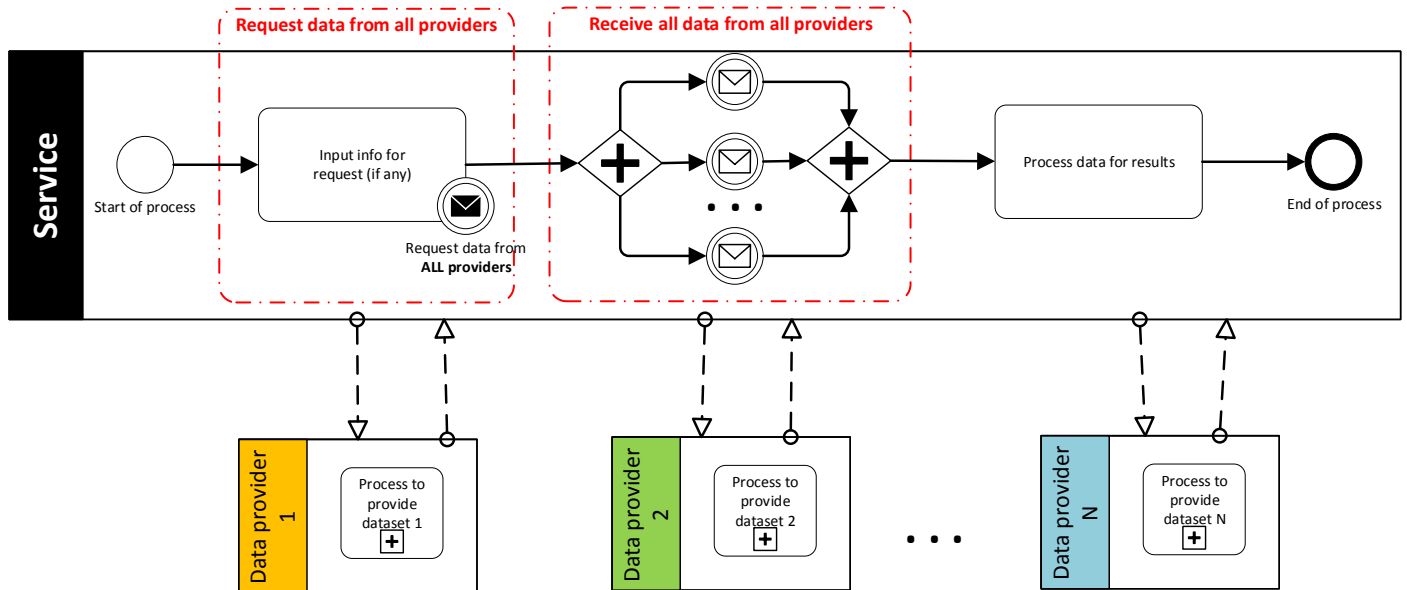 Request data from all providers
Receive all data from all providers
Service
Start of process
Input info for
request (if any)
Request data from
ALL providers
• • •
Process data for results
End of process
Data provider
1
Process to
provide
dataset 1
Data provider
2
Process to
provide
dataset 2
• • •
Data provider
N
Process to
provide
dataset N